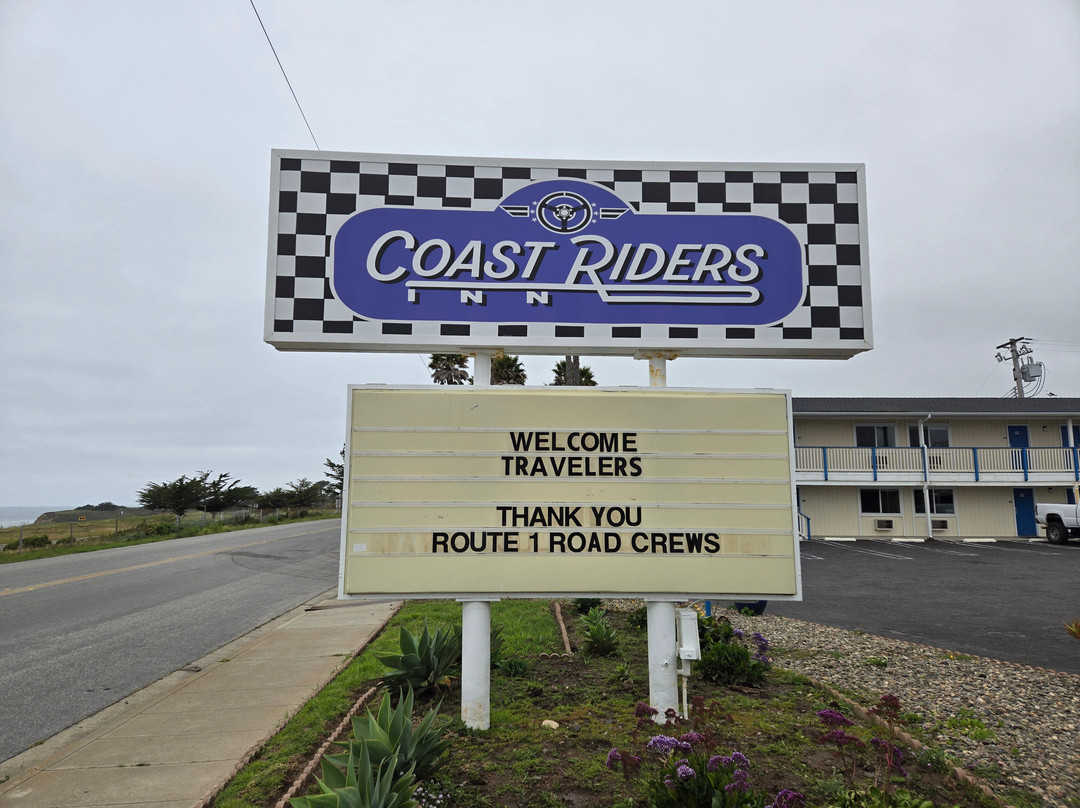 COAST RIDERS
INN
WELCOME
TRAVELERS
THANK YOU
ROUTE 1 ROAD CREWS